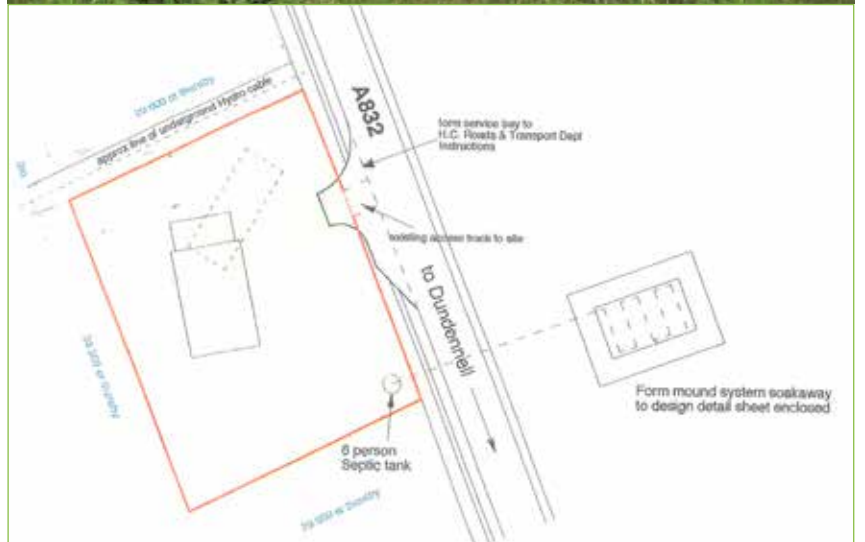 approx line of underground Hydro cable
A832
form service bay to
H.C. Roads & Transport Dept
Instructions
existing access track to site
to Dundonnell
Form mound system soakaway
to design detail sheet enclosed
6 person
Septic tank